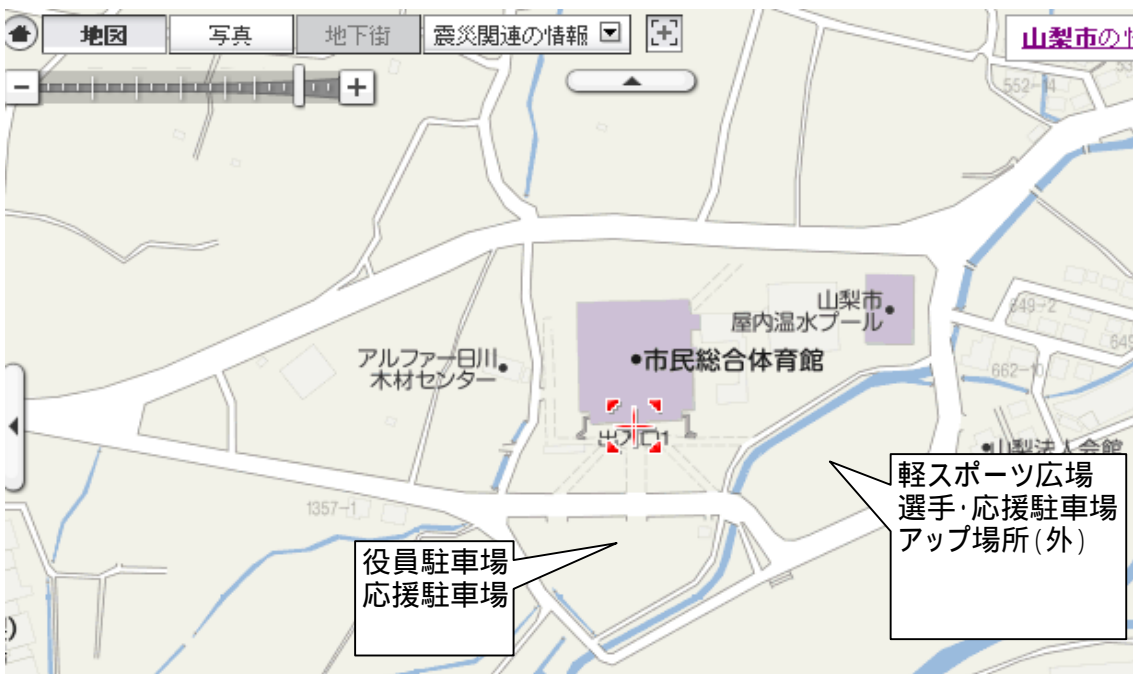 地図
写真
地下街
震災関連の情報
山梨市の
552-14
山梨市
屋内温水プール
649-2
649
アルファー日川
木材センター
市民総合体育館
662-10
出入口1
山梨法人会館
1357-1
軽スポーツ広場
選手・応援駐車場
アップ場所(外)
役員駐車場
応援駐車場